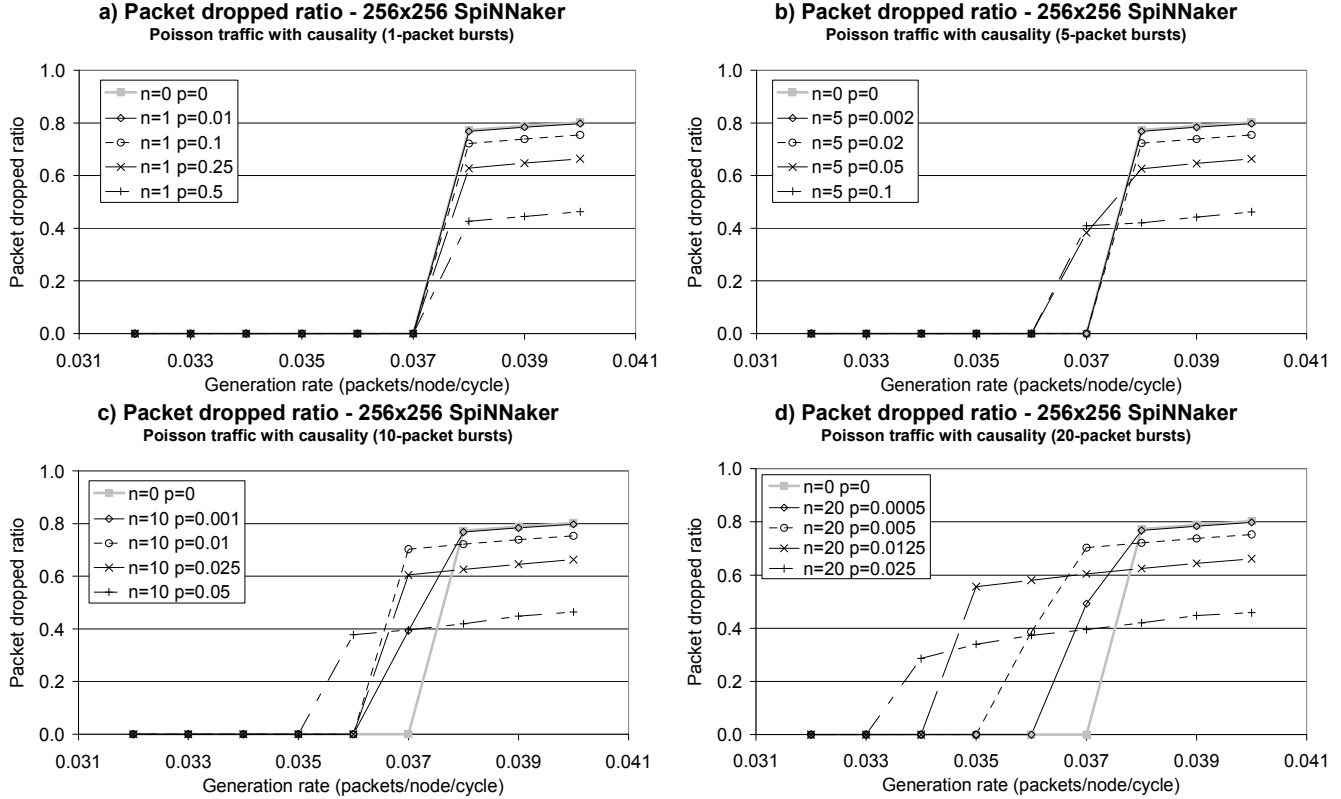 a) Packet dropped ratio - 256x256 SpiNNaker
Poisson traffic with causality (1-packet bursts)
Packet dropped ratio
1.0
0.8
0.6
0.4
0.2
0.0
n=0 p=0
n=1 p=0.01
n=1 p=0.1
n=1 p=0.25
n=1 p=0.5
0.031 0.033 0.035 0.037 0.039 0.041
Generation rate (packets/node/cycle)
b) Packet dropped ratio - 256x256 SpiNNaker
Poisson traffic with causality (5-packet bursts)
Packet dropped ratio
1.0
0.8
0.6
0.4
0.2
0.0
n=0 p=0
n=5 p=0.002
n=5 p=0.02
n=5 p=0.05
n=5 p=0.1
0.031 0.033 0.035 0.037 0.039 0.041
Generation rate (packets/node/cycle)
c) Packet dropped ratio - 256x256 SpiNNaker
Poisson traffic with causality (10-packet bursts)
Packet dropped ratio
1.0
0.8
0.6
0.4
0.2
0.0
n=0 p=0
n=10 p=0.001
n=10 p=0.01
n=10 p=0.025
n=10 p=0.05
0.031 0.033 0.035 0.037 0.039 0.041
Generation rate (packets/node/cycle)
d) Packet dropped ratio - 256x256 SpiNNaker
Poisson traffic with causality (20-packet bursts)
Packet dropped ratio
1.0
0.8
0.6
0.4
0.2
0.0
n=0 p=0
n=20 p=0.0005
n=20 p=0.005
n=20 p=0.0125
n=20 p=0.025
0.031 0.033 0.035 0.037 0.039 0.041
Generation rate (packets/node/cycle)